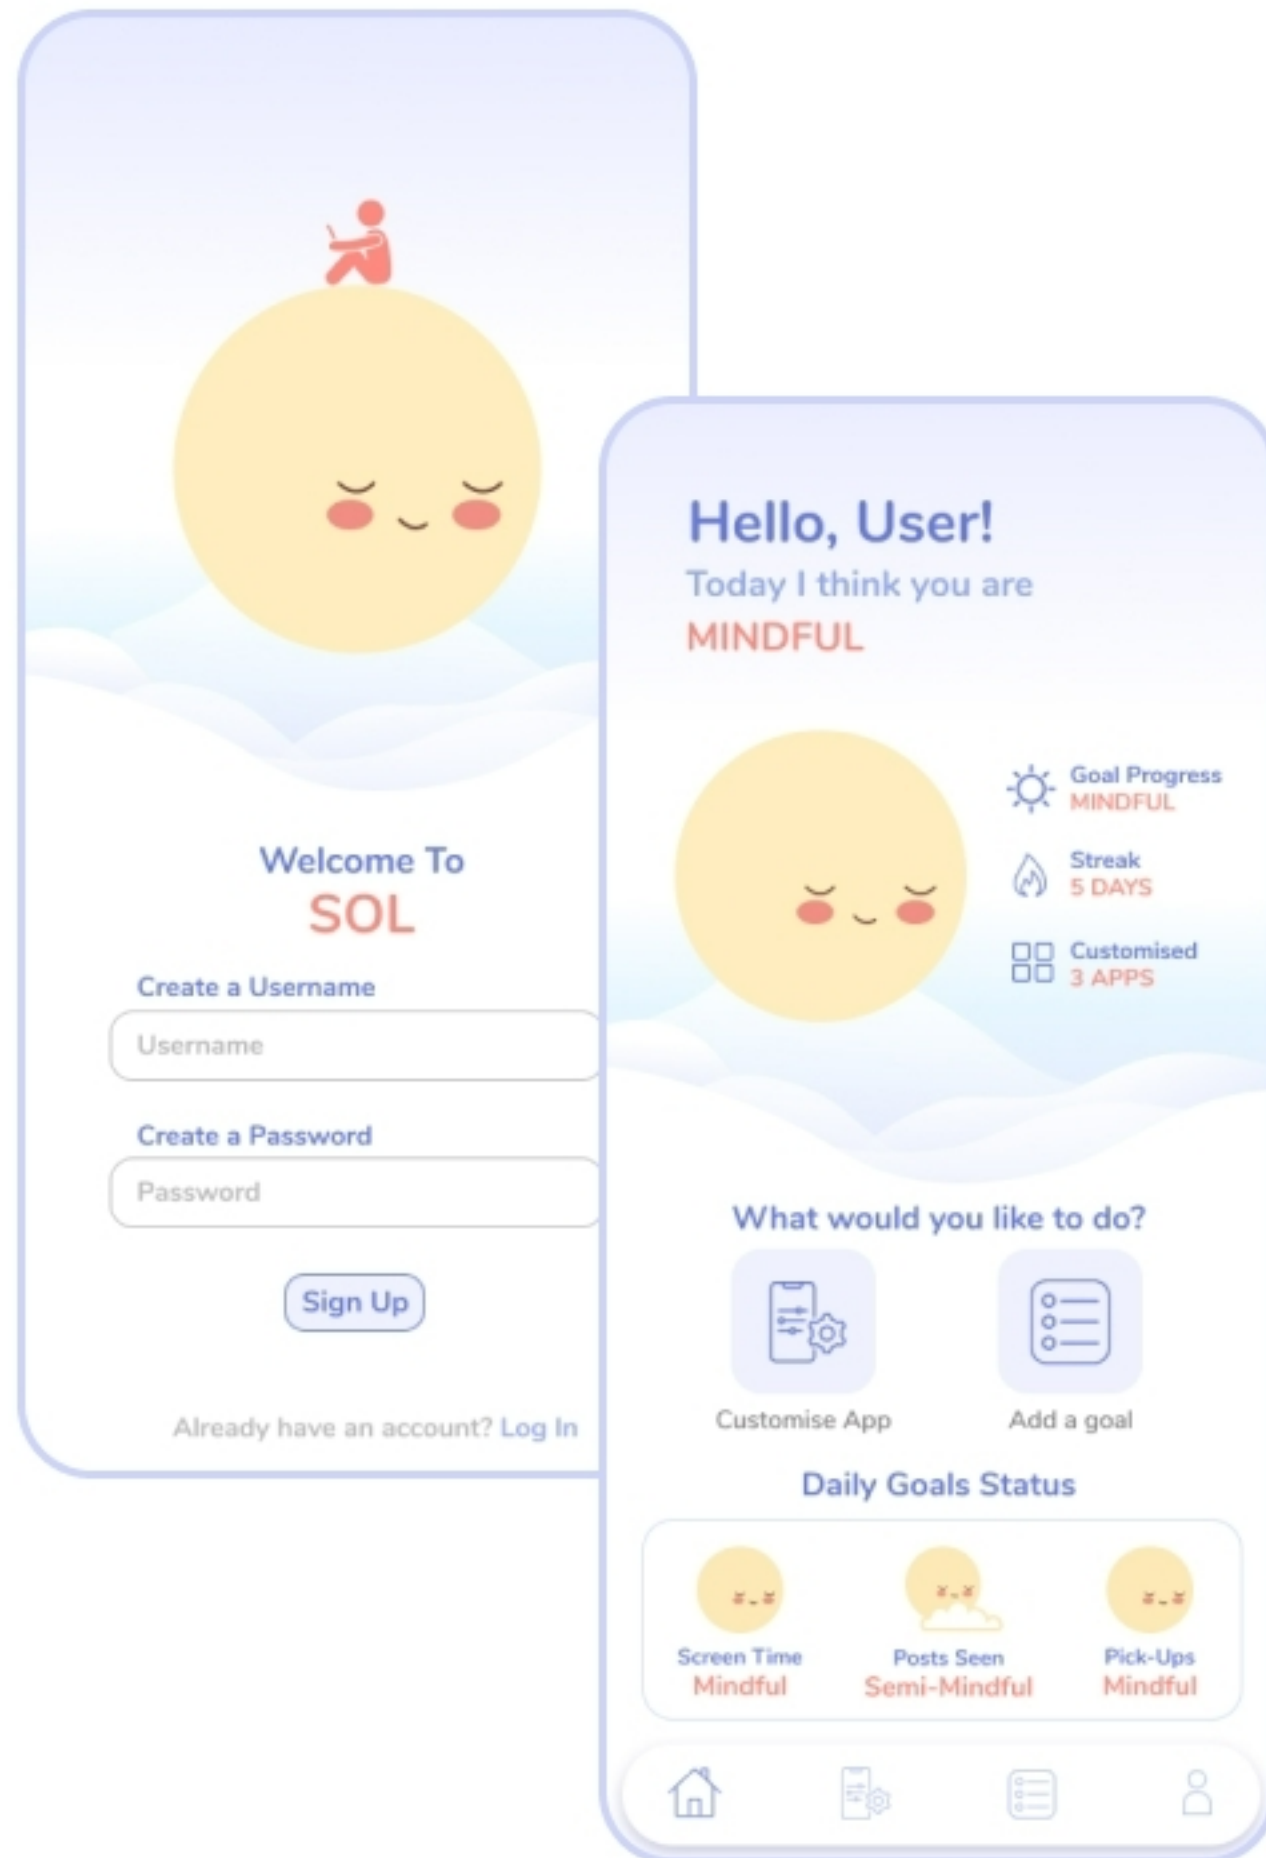 Welcome To
SOL
Create a Username
Username
Create a Password
Password
Sign Up
Already have an account? Log In
Hello, User!
Today I think you are
MINDFUL
Goal Progress
MINDFUL
Streak
5 DAYS
Customised
3 APPS
What would you like to do?
Customise App
Add a goal
Daily Goals Status
Screen Time
Mindful
Posts Seen
Semi-Mindful
Pick-Ups
Mindful